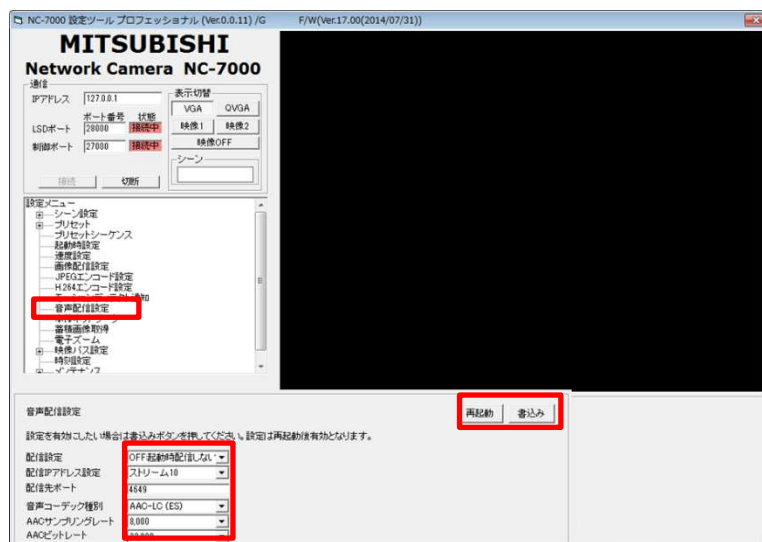 NC-7000 設定ツール プロフェッショナル (Ver.0.0.11) /G F/W(Ver.17.00(2014/07/31))
MITSUBISHI
Network Camera NC-7000
通信
IPアドレス 127.0.0.1
ポート番号 状態
LSDポート 28000 接続中
制御ポート 27000 接続中
接続 切断
表示切替
VGA QVGA
映像1 映像2
映像OFF
シーン
設定メニュー
シーン設定
プリセット
プリセットシーケンス
起動時設定
速度設定
画像配信設定
JPEGエンコード設定
H.264エンコード設定
通知
音声配信設定
蓄積画像取得
電子ズーム
映像パス設定
時刻設定
メンテナンス
音声配信設定
再起動 書込み
設定を有効にしたい場合は書込みボタンを押してください。設定は再起動後有効となります。
配信設定 OFF:起動時配信しない
配信IPアドレス設定 ストリーム10
配信先ポート 4649
音声コーデック種別 AAC-LC (ES)
AACサンプリングレート 8,000
AACビットレート